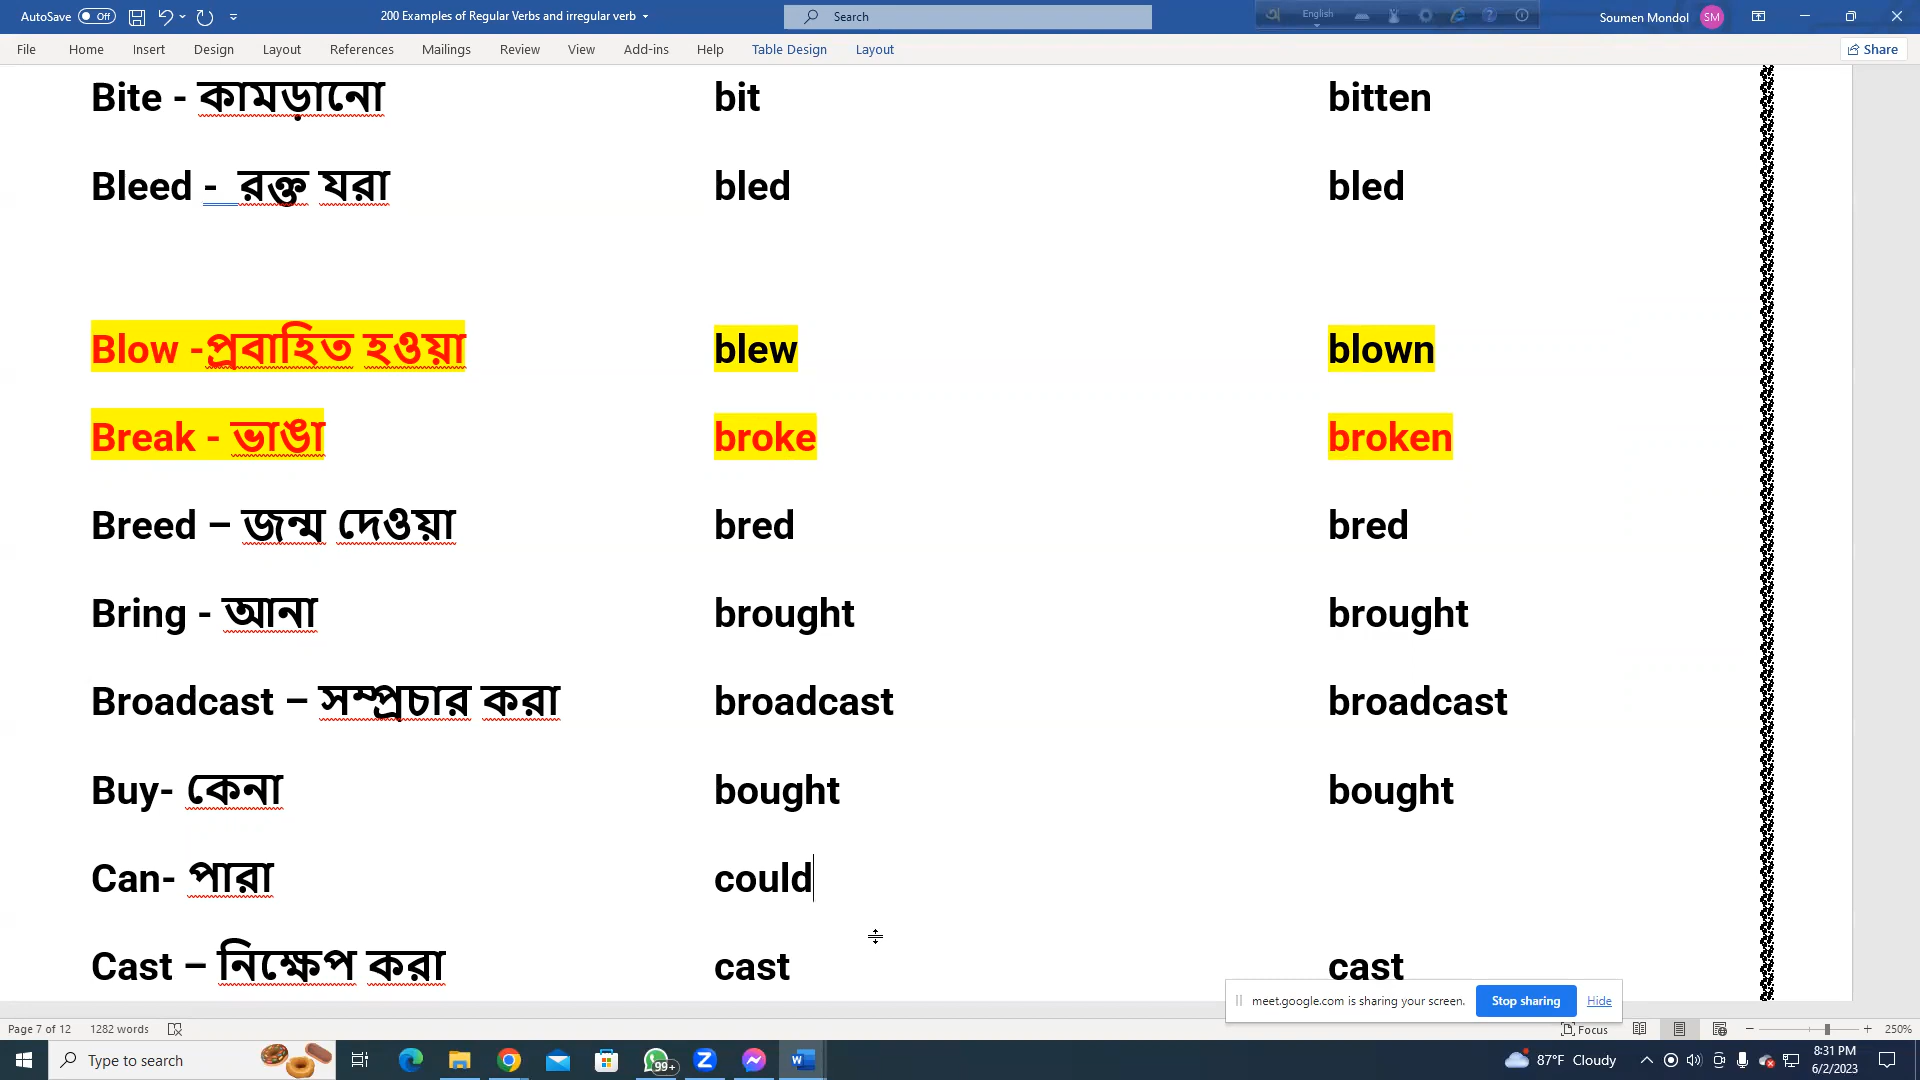 AutoSave Off 200 Examples of Regular Verbs and irregular verb Search English Soumen Mondol SM
File Home Insert Design Layout References Mailings Review View Add-ins Help Table Design Layout Share
Bite - কামড়ানো bit bitten
Bleed - রক্ত যরা bled bled
Blow -প্রবাহিত হওয়া blew blown
Break - ভাঙা broke broken
Breed – জন্ম দেওয়া bred bred
Bring - আনা brought brought
Broadcast – সম্প্রচার করা broadcast broadcast
Buy- কেনা bought bought
Can- পারা could
Cast – নিক্ষেপ করা cast cast
meet.google.com is sharing your screen. Stop sharing Hide
Page 7 of 12 1282 words Focus 250%
Type here to search 99+ 87°F Cloudy 8:31 PM
6/2/2023